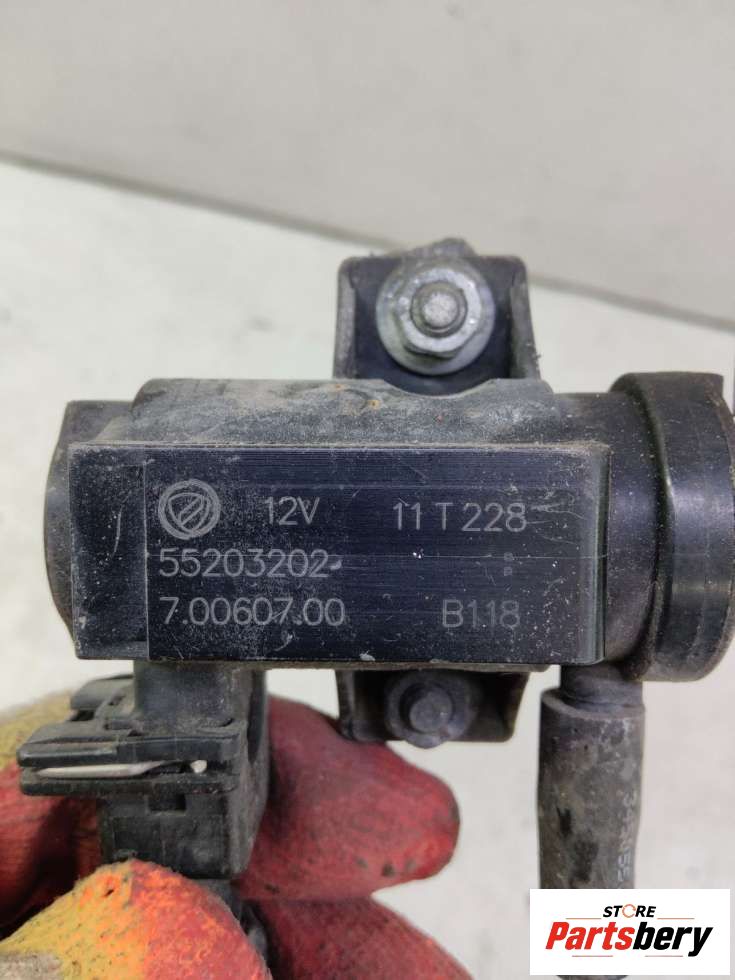 12V 11 T 228
55203202
7.00607.00 B118
STORE
Partsbery